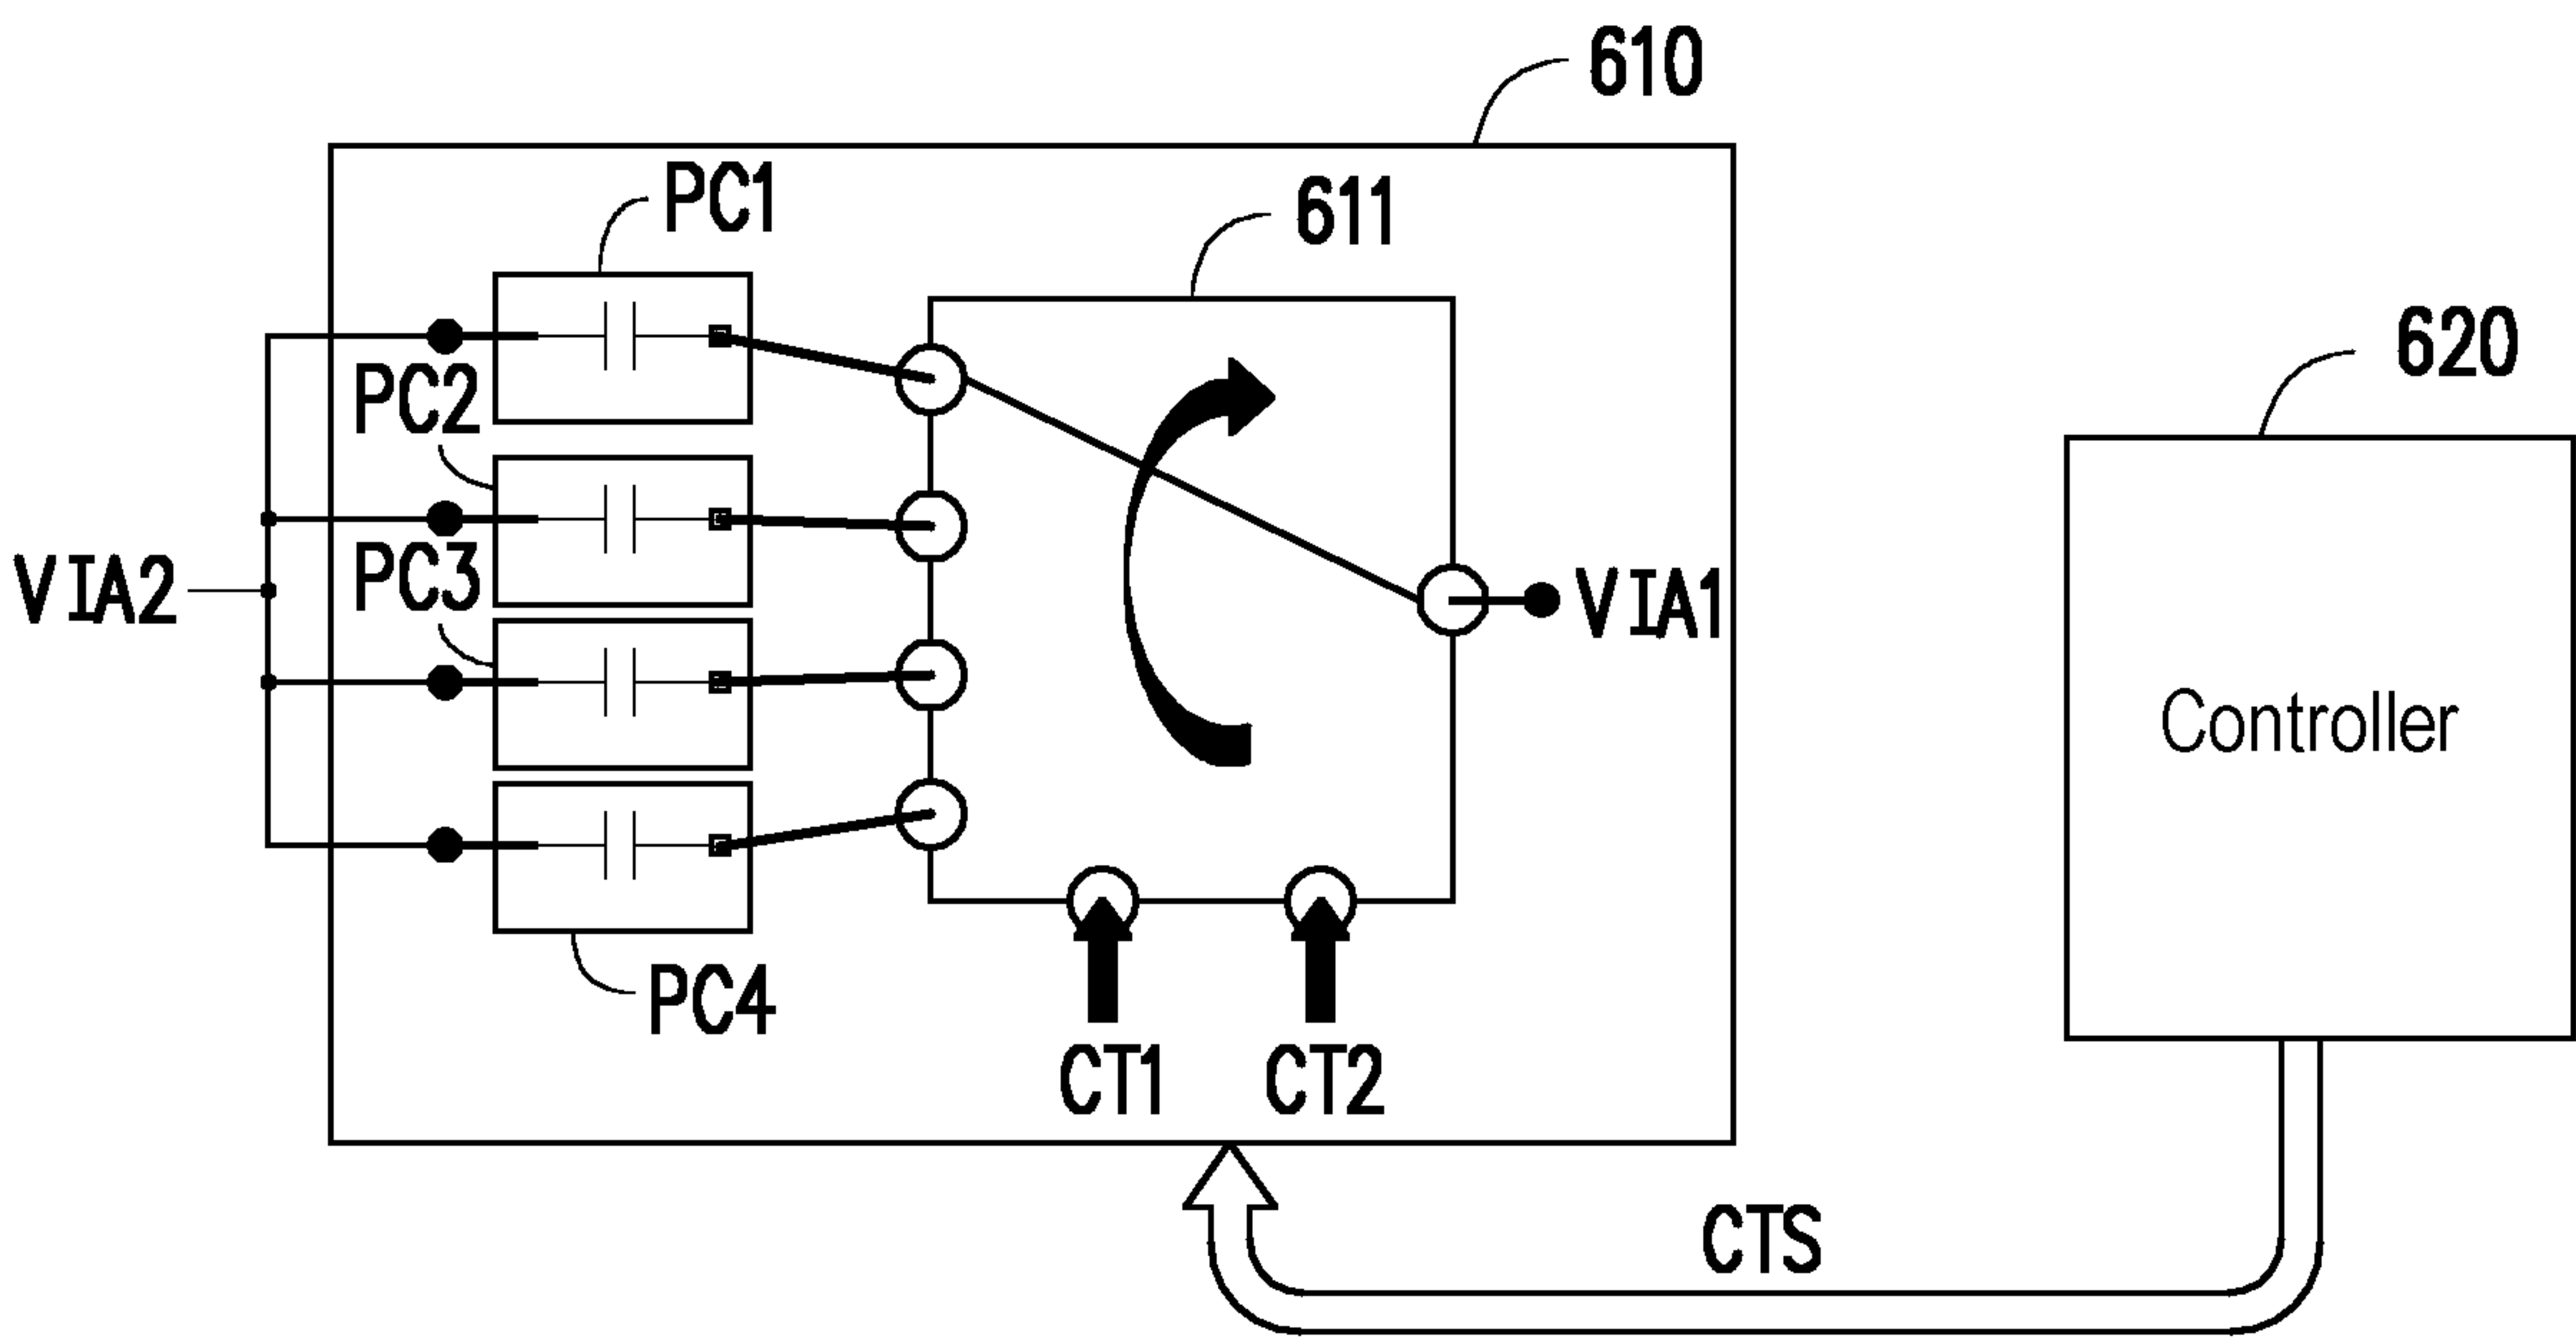 610
PC1
611
PC2
620
PC3
VIA2
VIA1
Controller
PC4
CT1
CT2
CTS